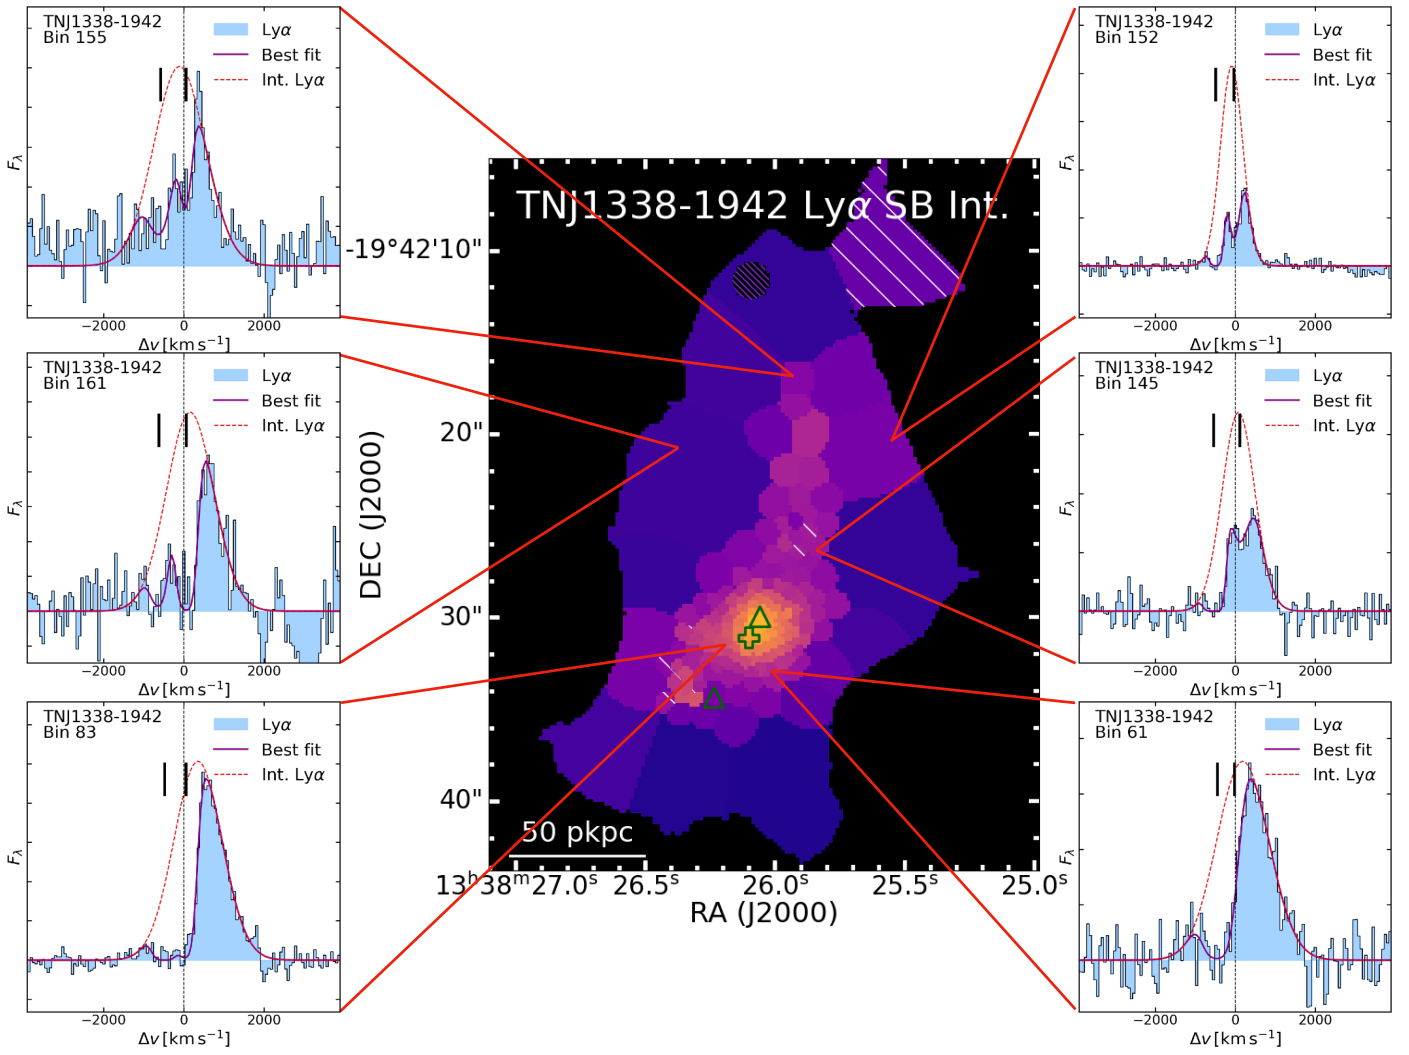 TNJ1338-1942
Bin 155
Lyα
Best fit
Int. Lyα
Fλ
−2000 0 2000
Δv [km s⁻¹]
TNJ1338-1942
Bin 161
Lyα
Best fit
Int. Lyα
Fλ
−2000 0 2000
Δv [km s⁻¹]
TNJ1338-1942
Bin 83
Lyα
Best fit
Int. Lyα
Fλ
−2000 0 2000
Δv [km s⁻¹]
TNJ1338-1942 Lyα SB Int.
-19°42'10"
20"
30"
40"
DEC (J2000)
50 pkpc
13ʰ38ᵐ27.0ˢ 26.5ˢ 26.0ˢ 25.5ˢ 25.0ˢ
RA (J2000)
TNJ1338-1942
Bin 152
Lyα
Best fit
Int. Lyα
Fλ
−2000 0 2000
Δv [km s⁻¹]
TNJ1338-1942
Bin 145
Lyα
Best fit
Int. Lyα
Fλ
−2000 0 2000
Δv [km s⁻¹]
TNJ1338-1942
Bin 61
Lyα
Best fit
Int. Lyα
Fλ
−2000 0 2000
Δv [km s⁻¹]